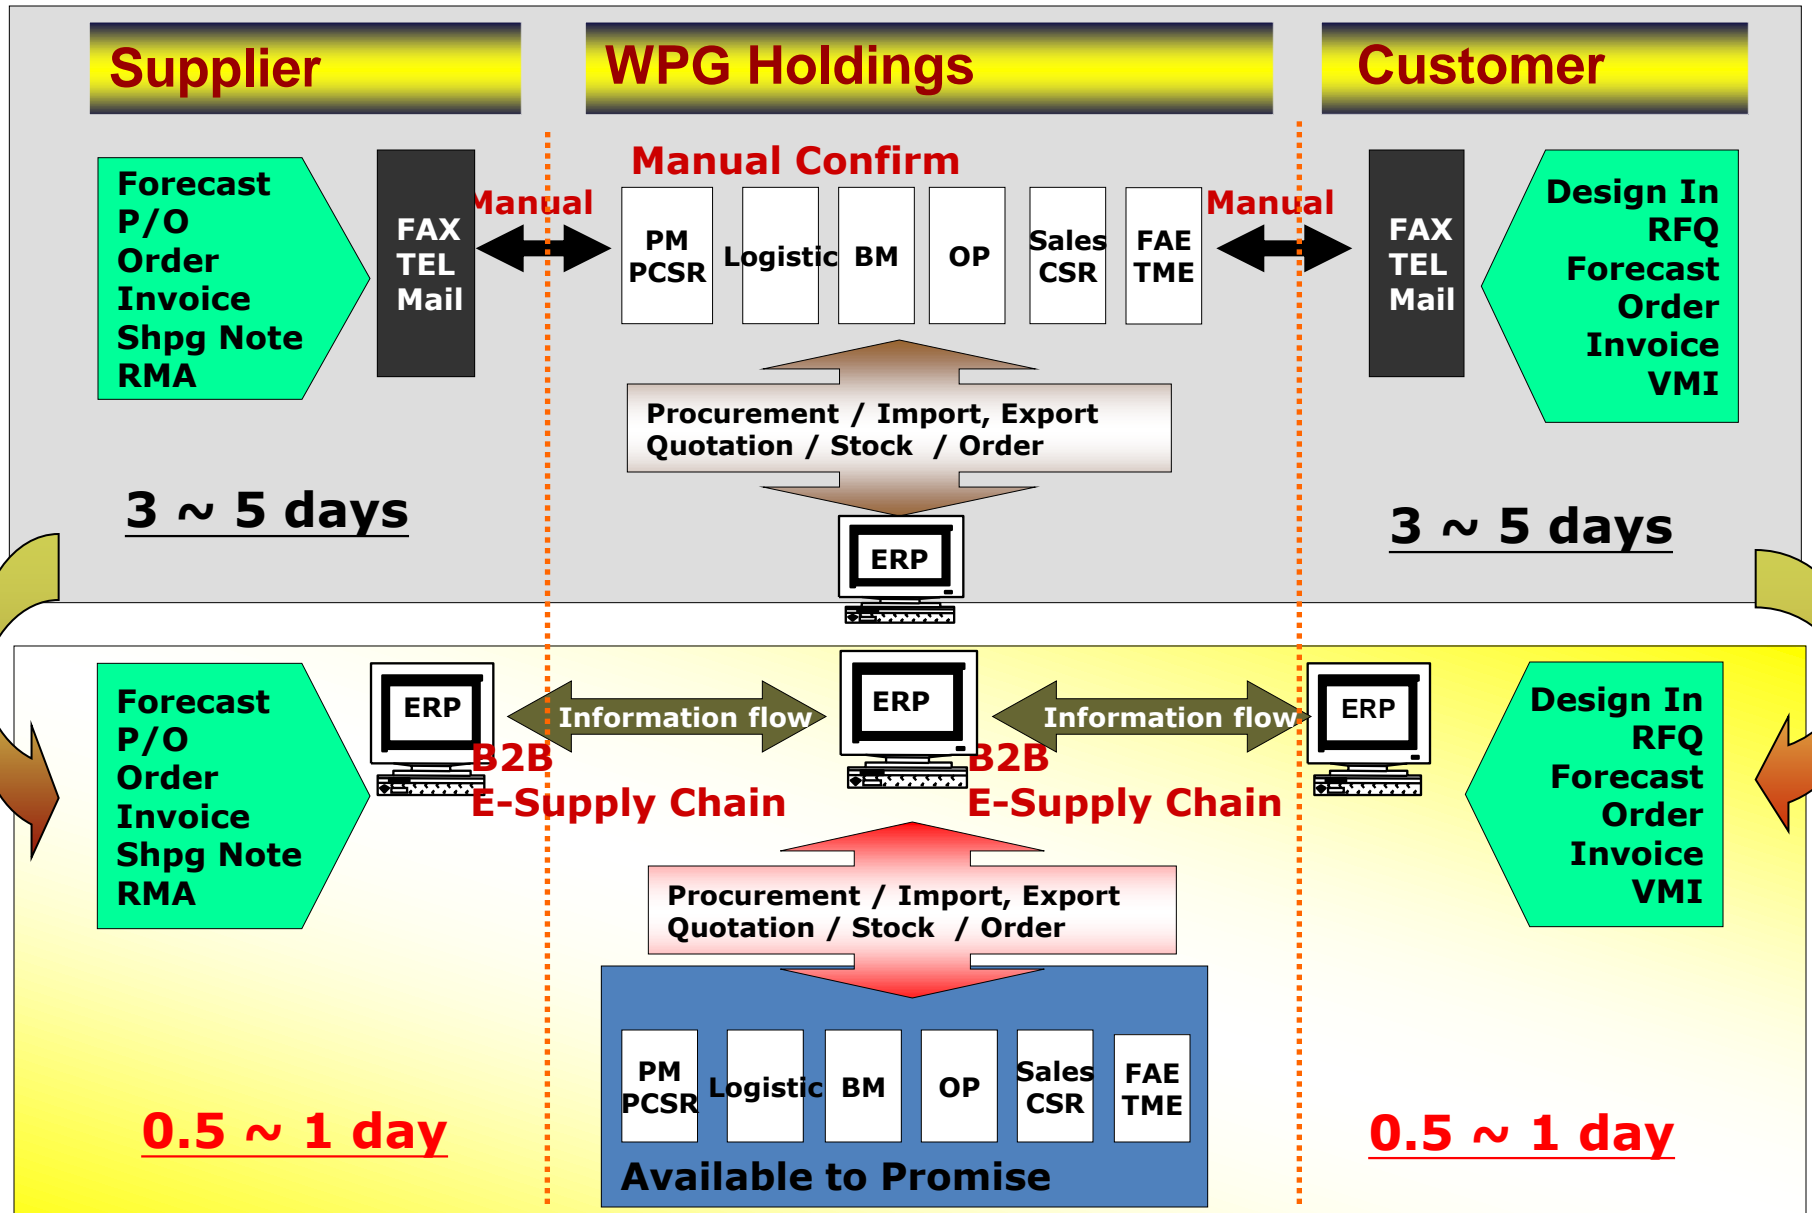 Supplier
WPG Holdings
Customer
Forecast
P/O
Order
Invoice
Shpg Note
RMA
FAX
TEL
Mail
Manual
Manual Confirm
PM
PCSR
Logistic
BM
OP
Sales
CSR
FAE
TME
Manual
FAX
TEL
Mail
Design In
RFQ
Forecast
Order
Invoice
VMI
Procurement / Import, Export
Quotation / Stock / Order
3 ~ 5 days
3 ~ 5 days
ERP
Forecast
P/O
Order
Invoice
Shpg Note
RMA
ERP
Information flow
B2B
E-Supply Chain
ERP
Information flow
B2B
E-Supply Chain
ERP
Design In
RFQ
Forecast
Order
Invoice
VMI
Procurement / Import, Export
Quotation / Stock / Order
PM
PCSR
Logistic
BM
OP
Sales
CSR
FAE
TME
Available to Promise
0.5 ~ 1 day
0.5 ~ 1 day